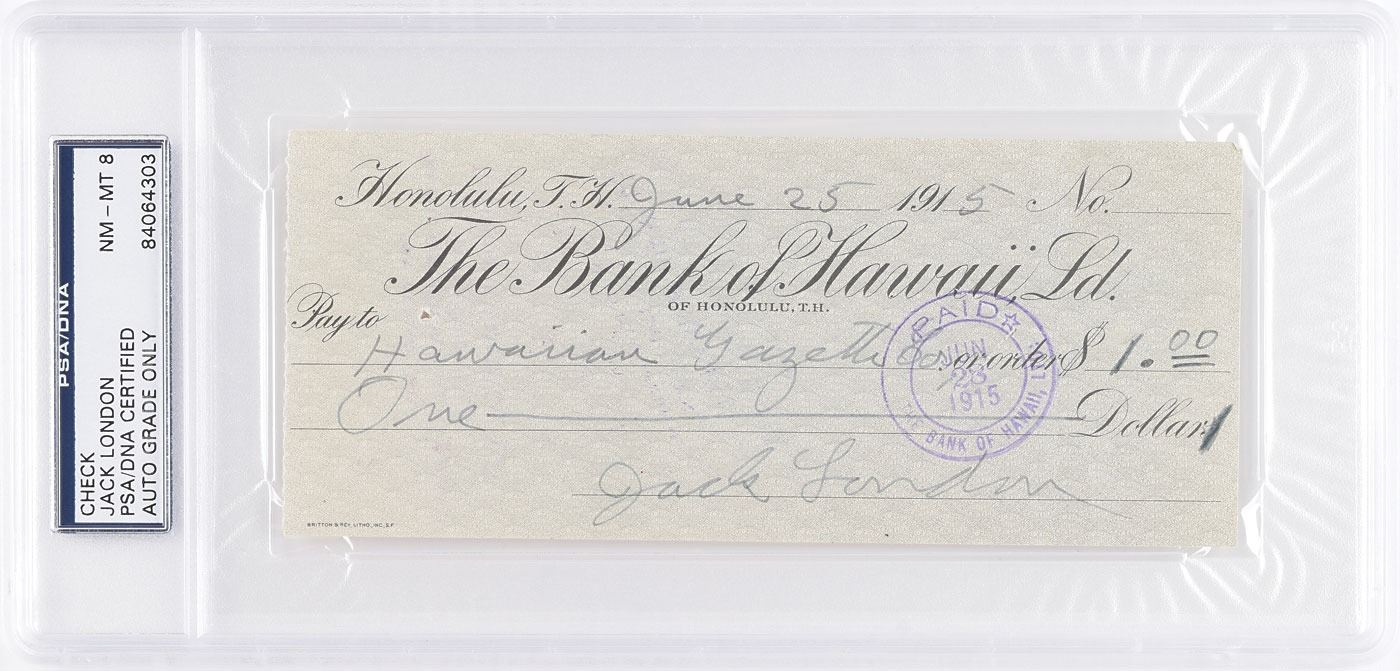 PSA/DNA
CHECK NM-MT 8
JACK LONDON
PSA/DNA CERTIFIED
AUTO GRADE ONLY 84064303
Honolulu, T.H. June 25 1915 No.
The Bank of Hawaii, Ld.
OF HONOLULU, T.H.
Pay to
Hawaiian Gazette Co. or order $ 1.00
One Dollars
Jack London
BRITTON & REY, LITHO., INC., S.F.
PAID
JUN
28
1915
THE BANK OF HAWAII, LTD.